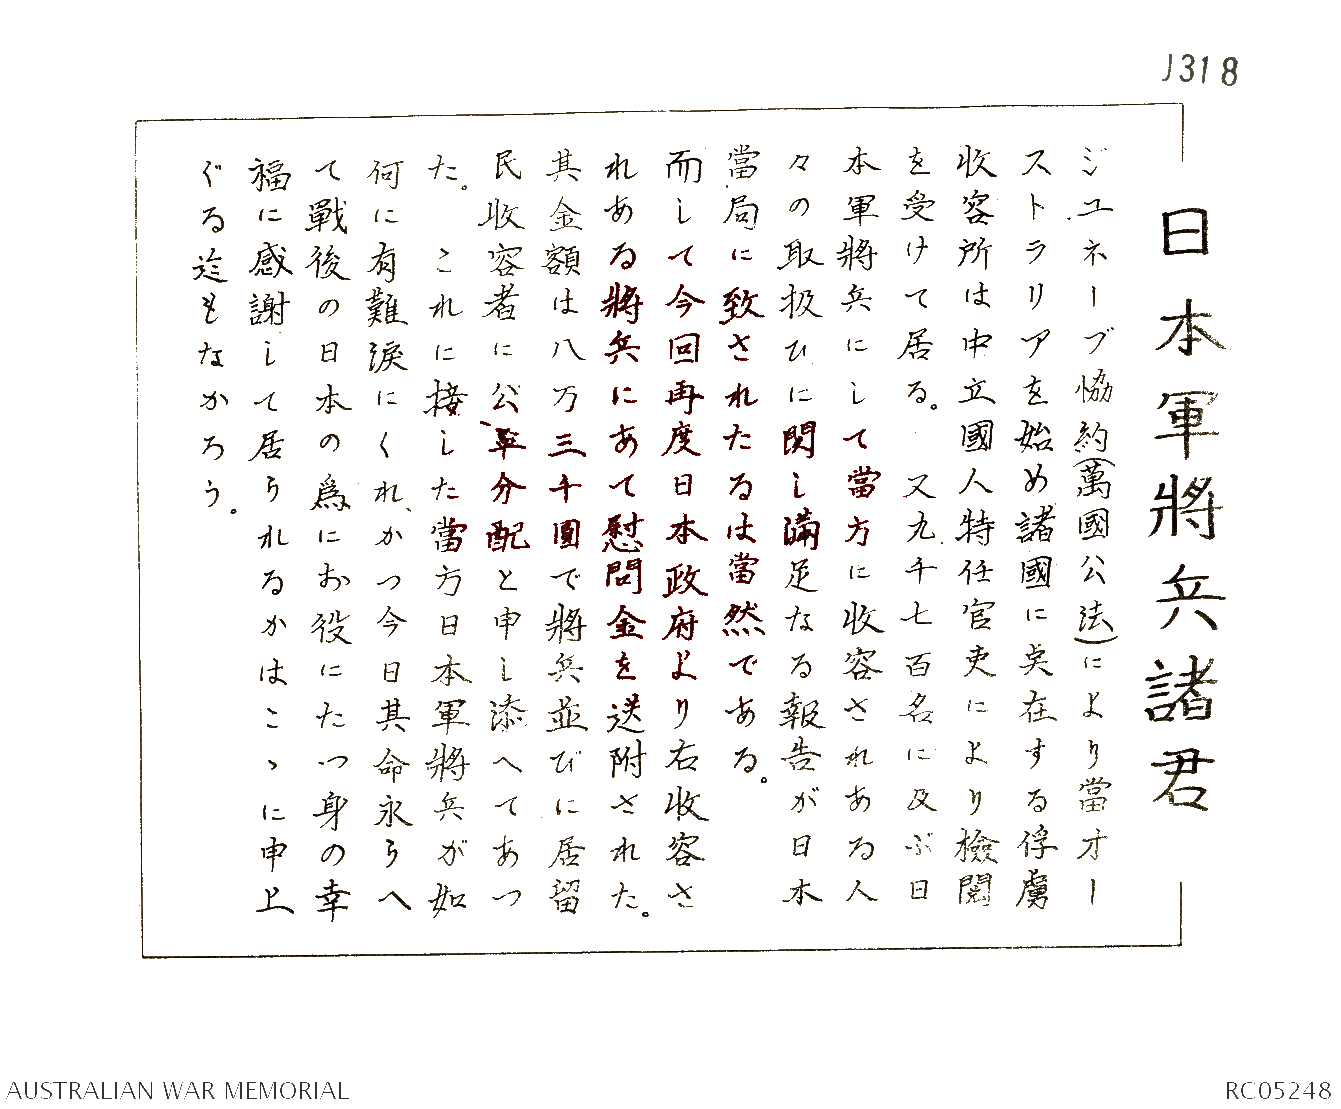 J318
日本軍將兵諸君
ジユネーブ恊約(萬國公法)により當オー
ストラリアを始め諸國に点在する俘虜
收容所は中立國人特任官吏により檢閱
を受けて居る。 又九千七百名に及ぶ日
本軍將兵にして當方に收容されある人
々の取扱ひに関し滿足なる報告が日本
當局に致されたるは當然である。
而して今回再度日本政府より右收容さ
れある將兵にあて慰問金を送附された。
其金額は八万三千圓で將兵並びに居留
民收容者に公平分配と申し添へてあつ
た。 これに接した當方日本軍將兵が如
何に有難淚にくれ、かつ今日其命永らへ
て戰後の日本の爲にお役にたつ身の幸
福に感謝して居られるかはこゝに申上
ぐる迄もなかろう。
AUSTRALIAN WAR MEMORIAL
RC05248